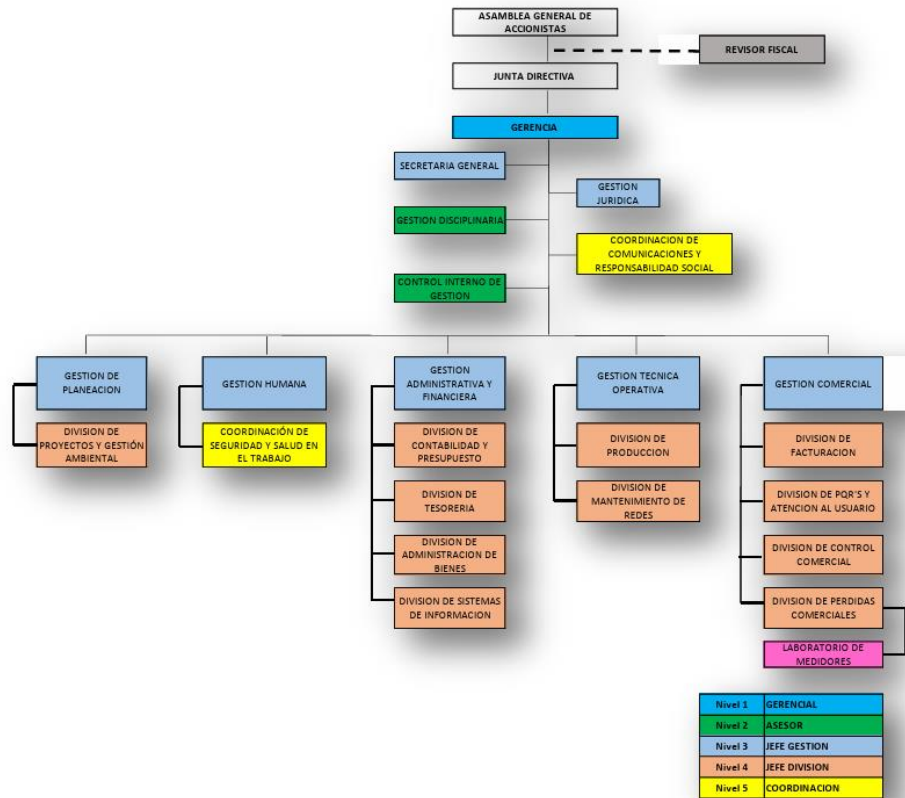 ASAMBLEA GENERAL DE
ACCIONISTAS
REVISOR FISCAL
JUNTA DIRECTIVA
GERENCIA
SECRETARIA GENERAL
GESTION
JURIDICA
GESTION DISCIPLINARIA
COORDINACION DE
COMUNICACIONES Y
RESPONSABILIDAD SOCIAL
CONTROL INTERNO DE
GESTION
GESTION DE
PLANEACION
GESTION HUMANA
GESTION
ADMINISTRATIVA Y
FINANCIERA
GESTION TECNICA
OPERATIVA
GESTION COMERCIAL
DIVISION DE
PROYECTOS Y GESTIÓN
AMBIENTAL
COORDINACIÓN DE
SEGURIDAD Y SALUD EN
EL TRABAJO
DIVISION DE
CONTABILIDAD Y
PRESUPUESTO
DIVISION DE
PRODUCCION
DIVISION DE
FACTURACION
DIVISION DE
TESORERIA
DIVISION DE
MANTENIMIENTO DE
REDES
DIVISION DE PQR'S Y
ATENCION AL USUARIO
DIVISION DE
ADMINISTRACION DE
BIENES
DIVISION DE CONTROL
COMERCIAL
DIVISION DE SISTEMAS
DE INFORMACION
DIVISION DE PERDIDAS
COMERCIALES
LABORATORIO DE
MEDIDORES
Nivel 1 GERENCIAL
Nivel 2 ASESOR
Nivel 3 JEFE GESTION
Nivel 4 JEFE DIVISION
Nivel 5 COORDINACION